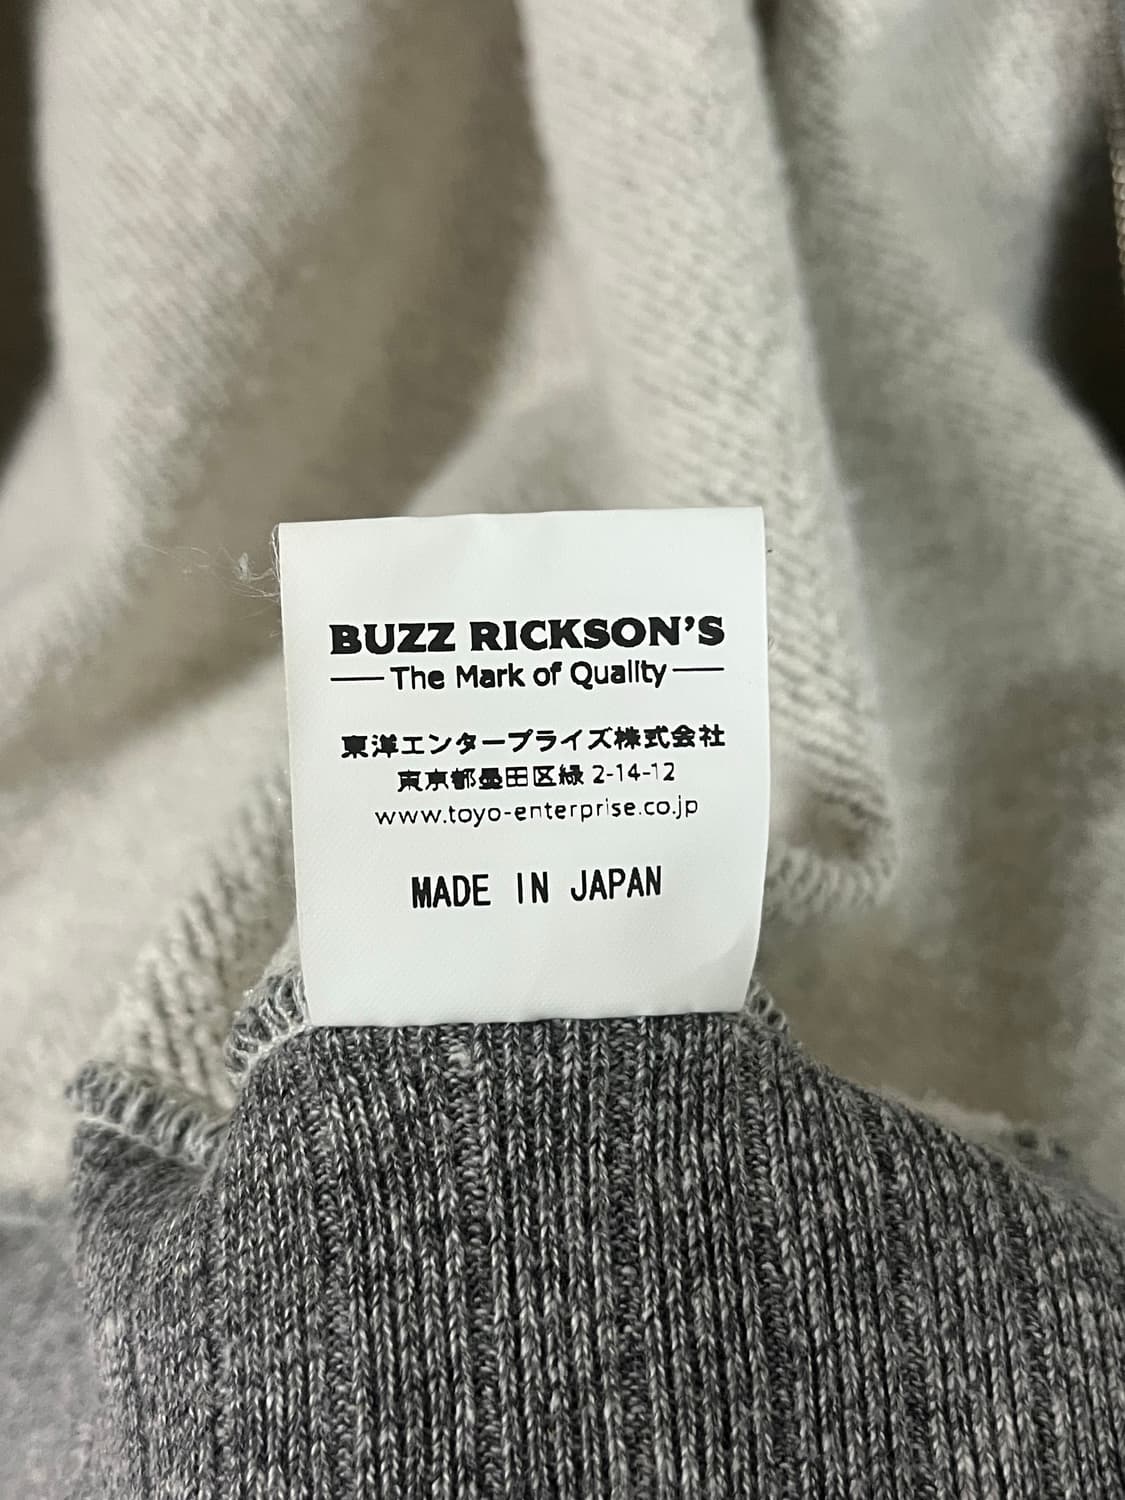 BUZZ RICKSON'S
The Mark of Quality
東洋エンタープライズ株式会社
東京都墨田区緑 2-14-12
www.toyo-enterprise.co.jp
MADE IN JAPAN